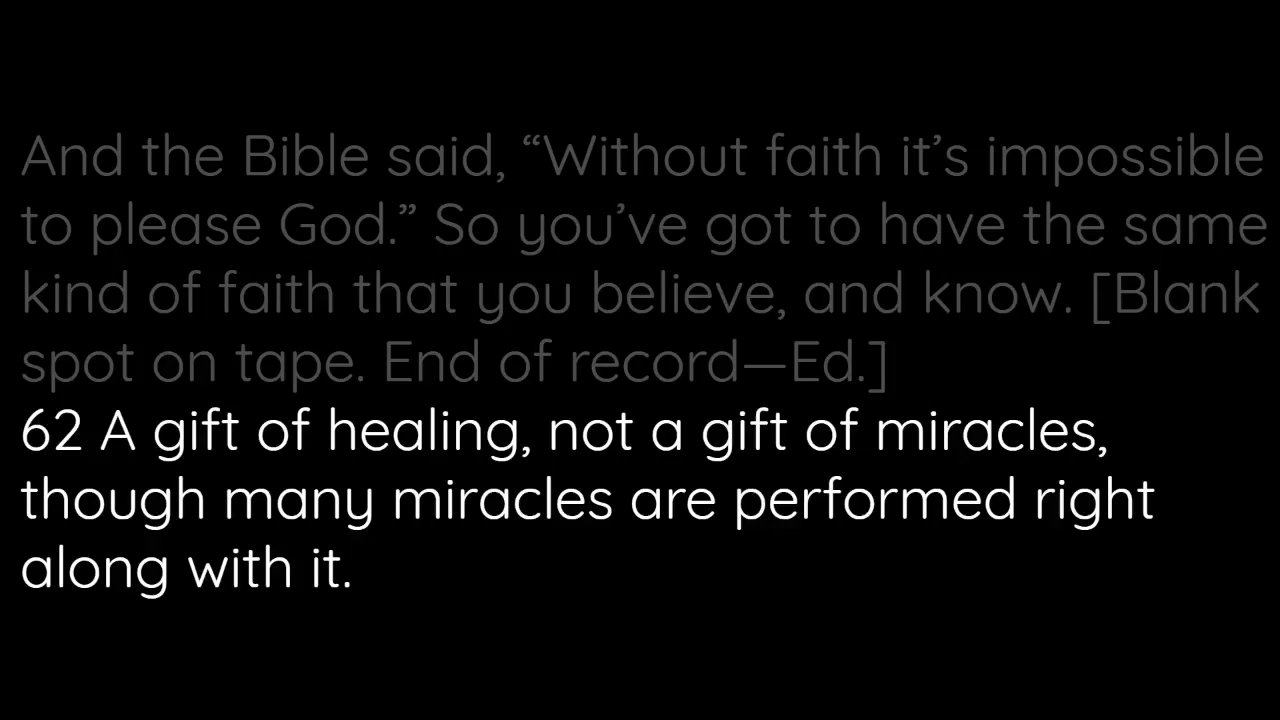 And the Bible said, “Without faith it’s impossible
to please God.” So you’ve got to have the same
kind of faith that you believe, and know. [Blank
spot on tape. End of record—Ed.]
62 A gift of healing, not a gift of miracles,
though many miracles are performed right
along with it.